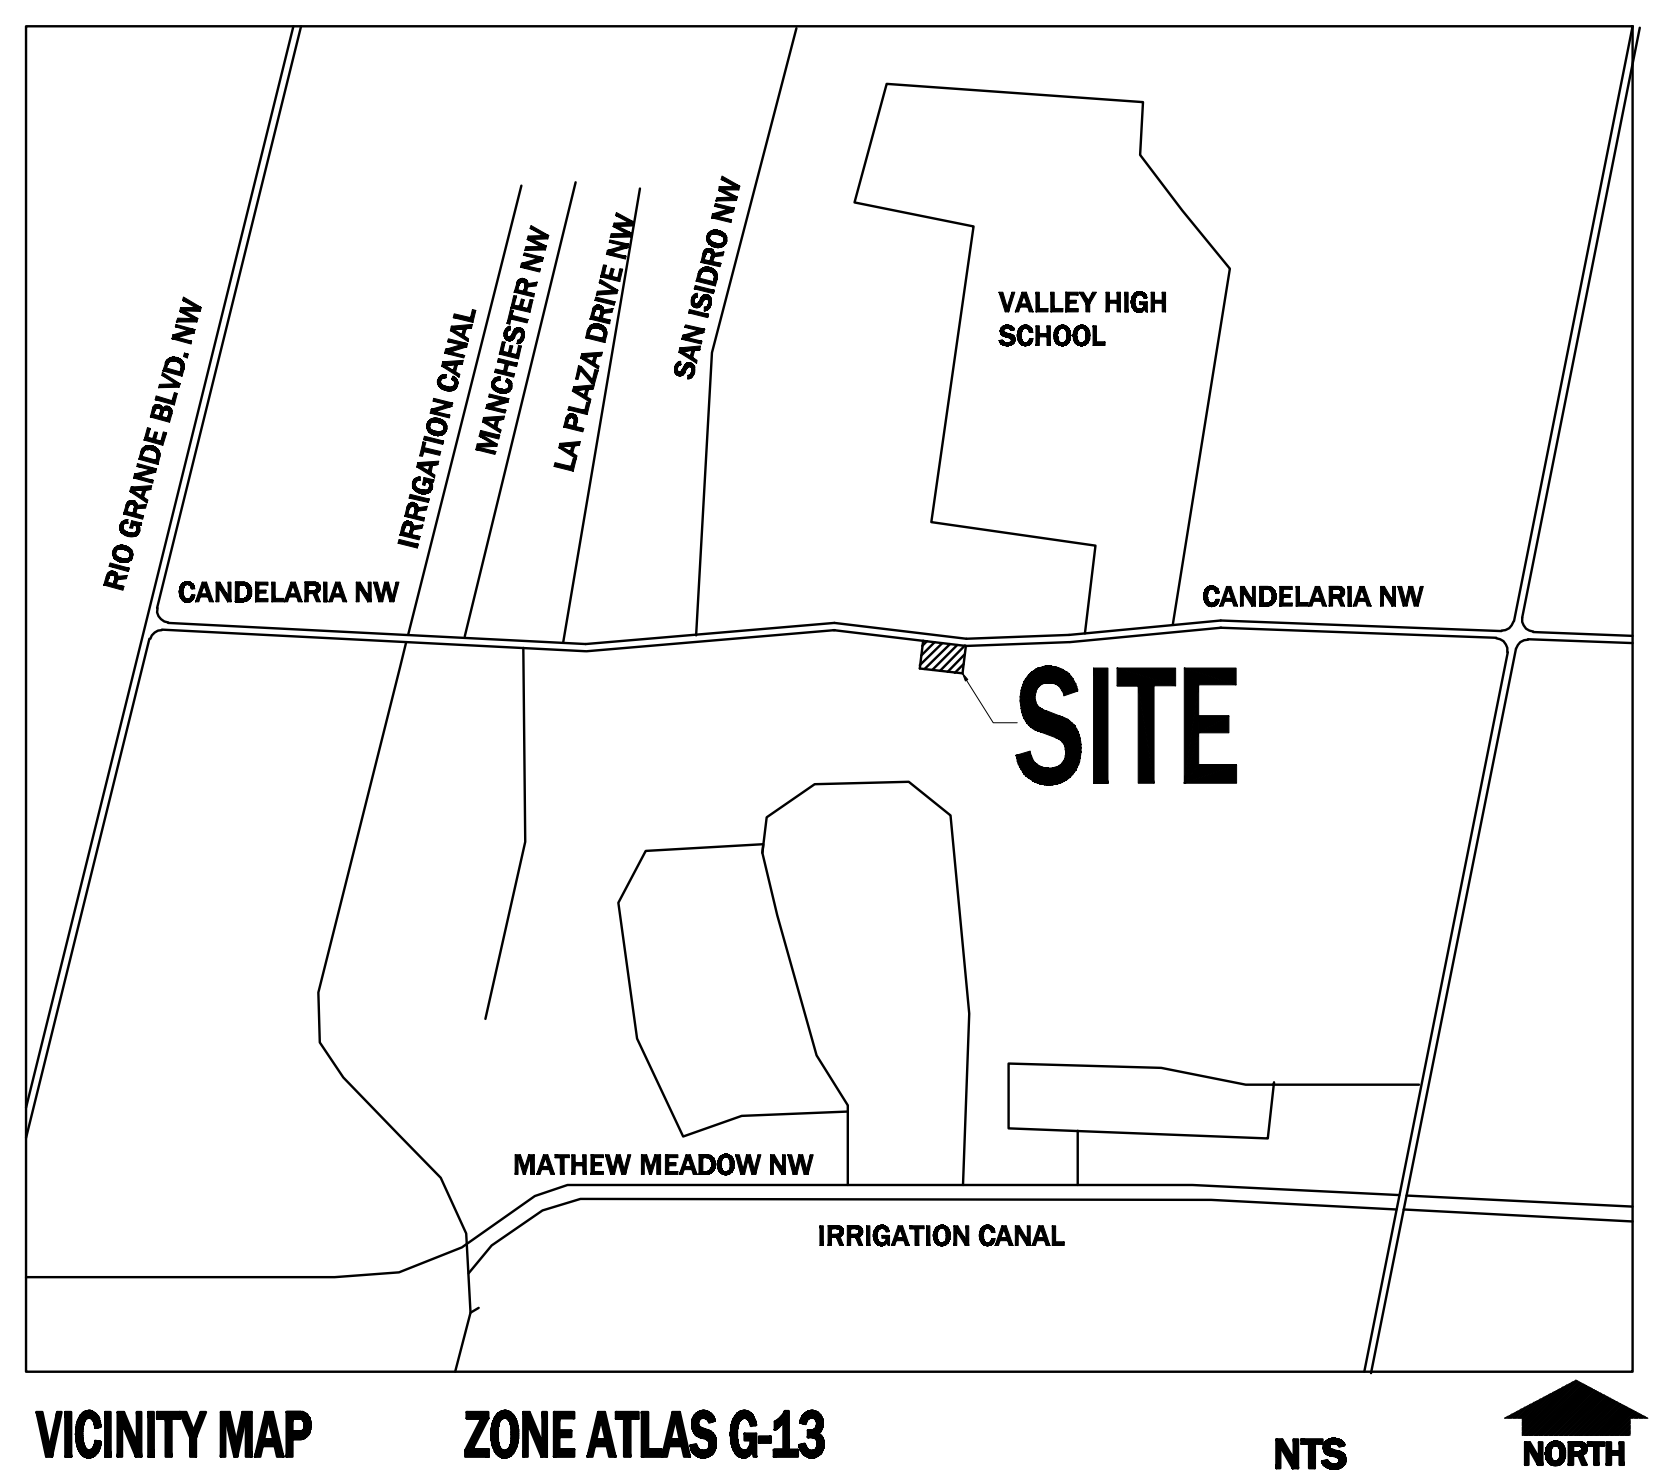 RIO GRANDE BLVD. NW
IRRIGATION CANAL
MANCHESTER NW
LA PLAZA DRIVE NW
SAN ISIDRO NW
VALLEY HIGH
SCHOOL
CANDELARIA NW
CANDELARIA NW
SITE
MATHEW MEADOW NW
IRRIGATION CANAL
VICINITY MAP
ZONE ATLAS G-13
NTS
NORTH